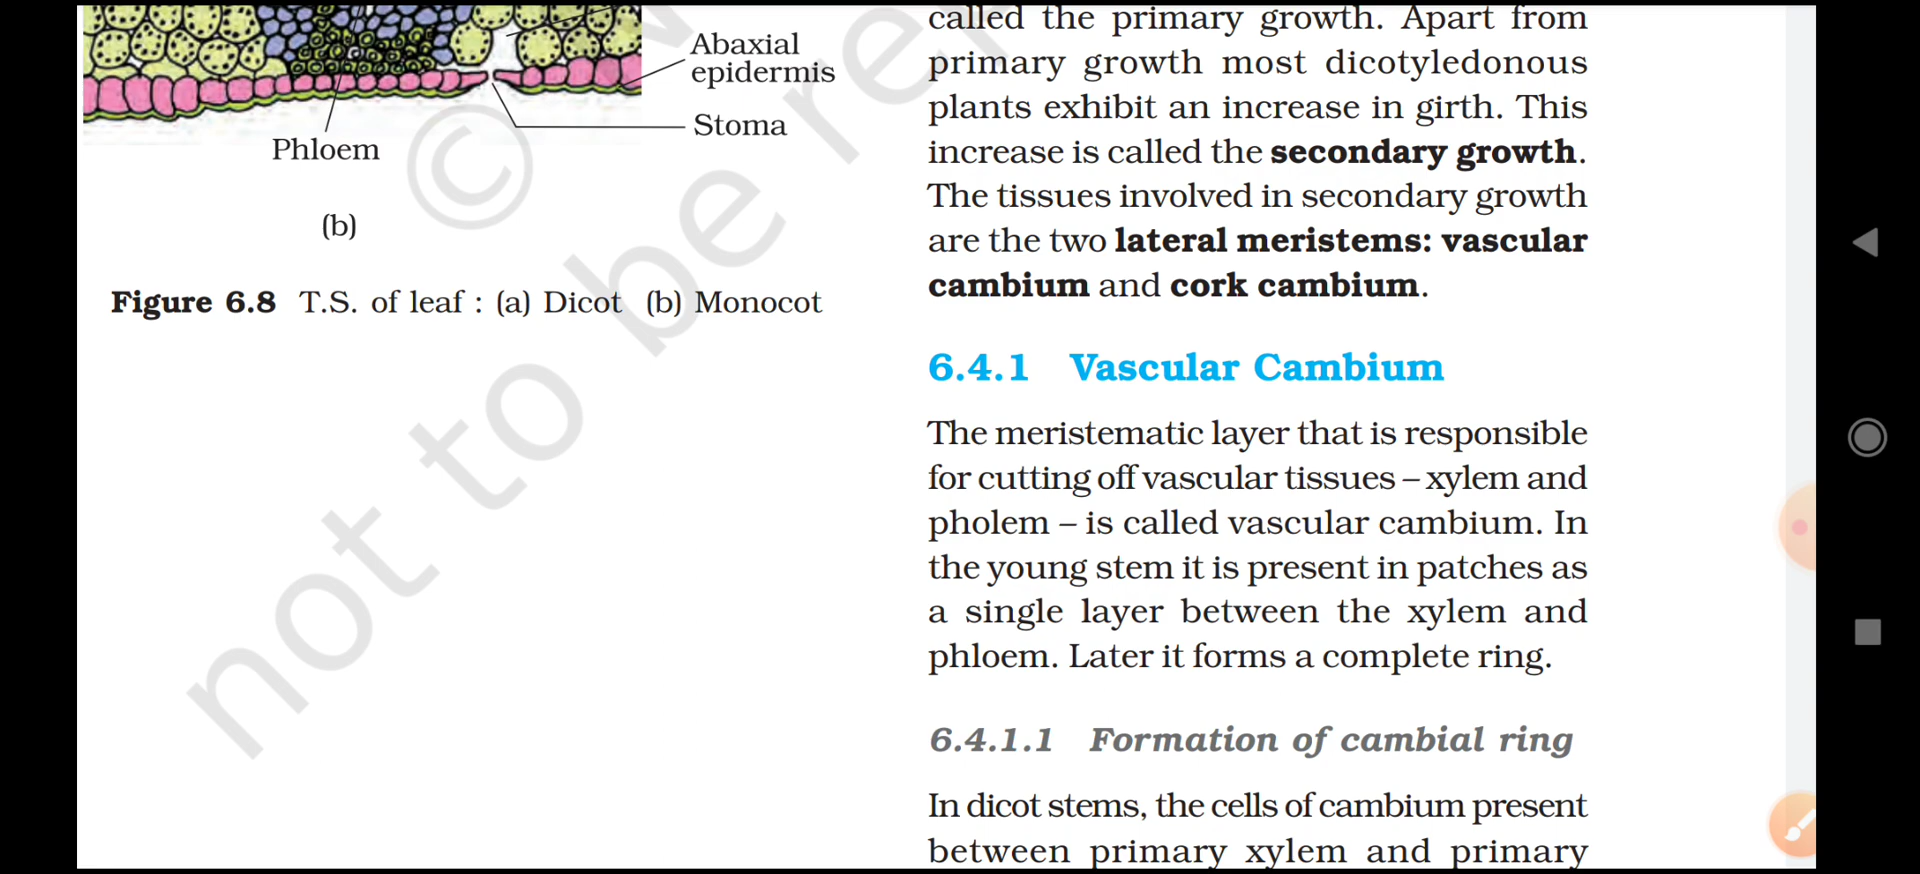 Abaxial
epidermis
Stoma
Phloem
(b)
Figure 6.8 T.S. of leaf : (a) Dicot (b) Monocot
© not to be re
called the primary growth. Apart from
primary growth most dicotyledonous
plants exhibit an increase in girth. This
increase is called the secondary growth.
The tissues involved in secondary growth
are the two lateral meristems: vascular
cambium and cork cambium.
6.4.1 Vascular Cambium
The meristematic layer that is responsible
for cutting off vascular tissues – xylem and
pholem – is called vascular cambium. In
the young stem it is present in patches as
a single layer between the xylem and
phloem. Later it forms a complete ring.
6.4.1.1 Formation of cambial ring
In dicot stems, the cells of cambium present
between primary xylem and primary